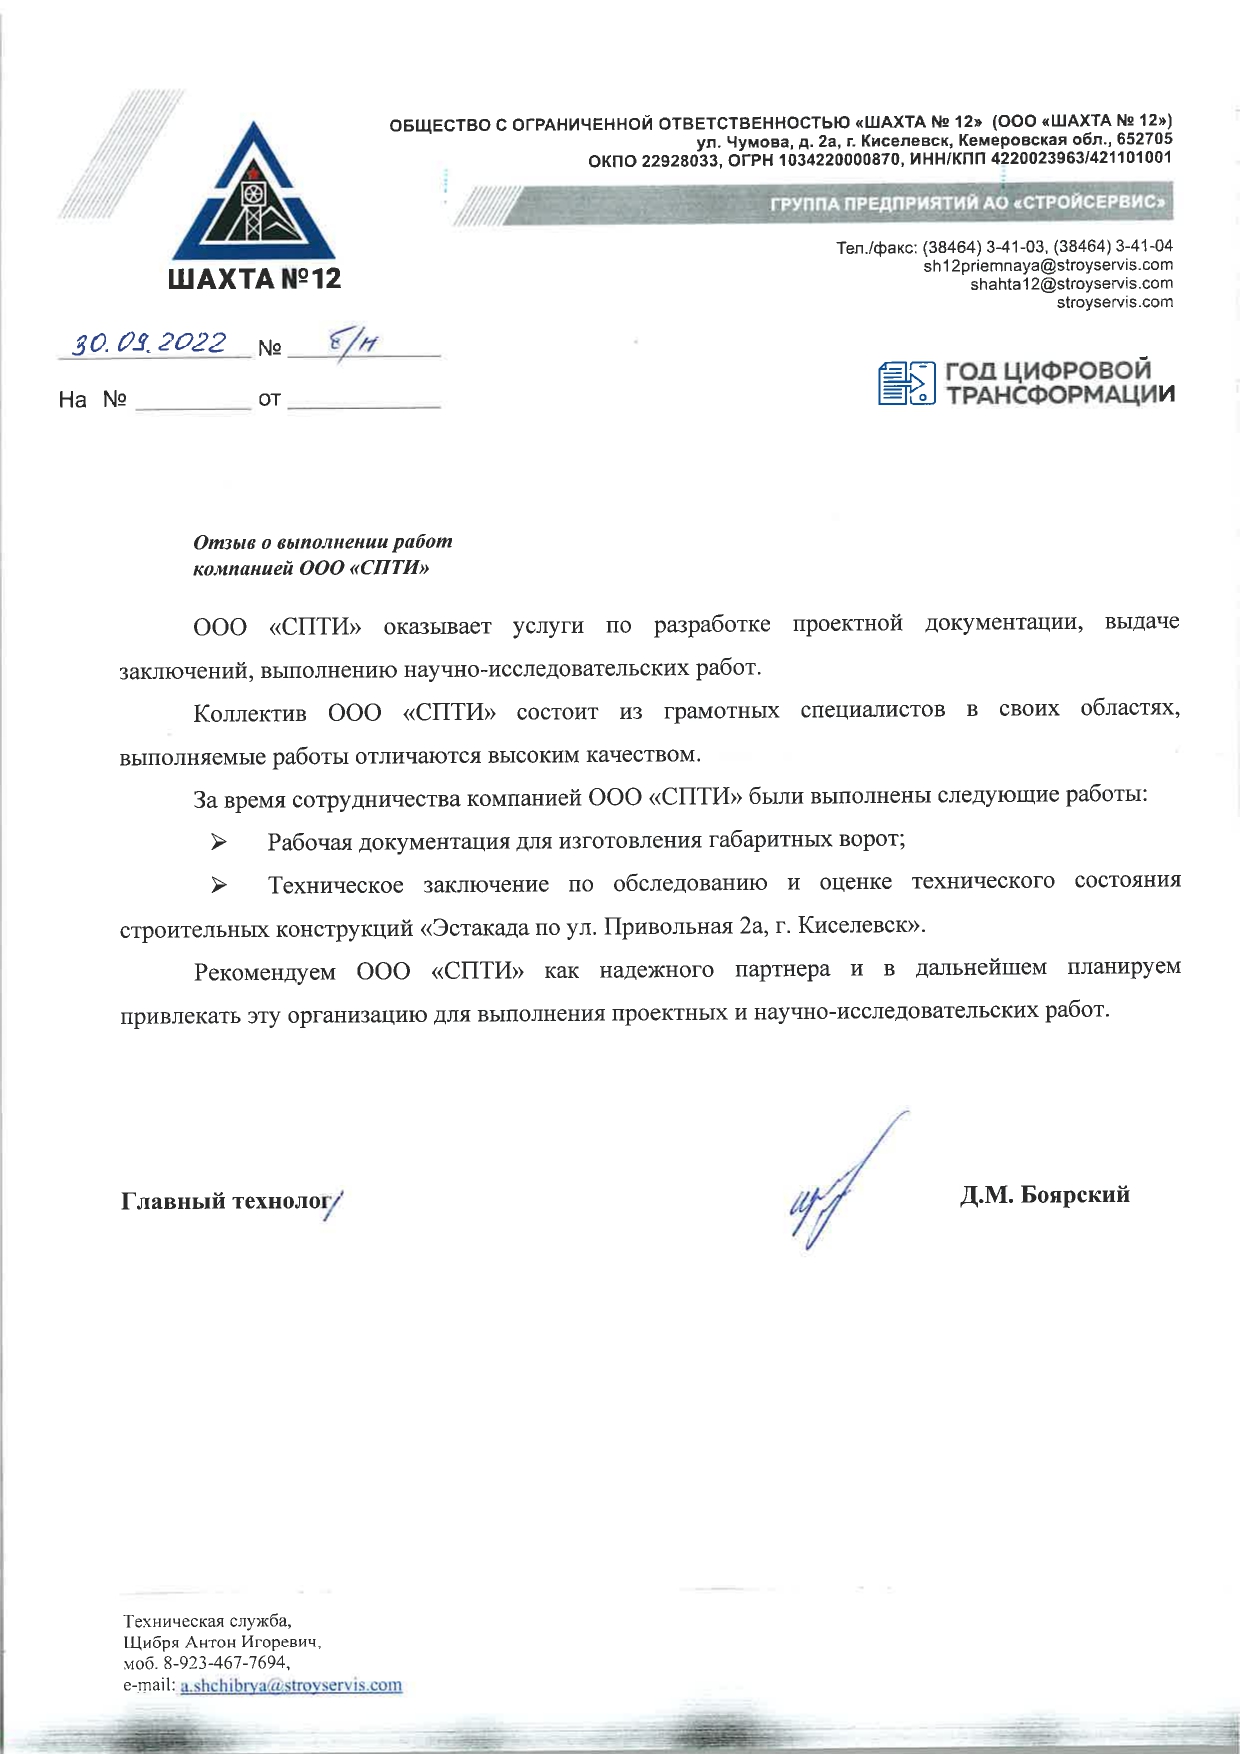 ОБЩЕСТВО С ОГРАНИЧЕННОЙ ОТВЕТСТВЕННОСТЬЮ «ШАХТА № 12» (ООО «ШАХТА № 12»)
ул. Чумова, д. 2а, г. Киселевск, Кемеровская обл., 652705
ОКПО 22928033, ОГРН 1034220000870, ИНН/КПП 4220023963/421101001
ГРУППА ПРЕДПРИЯТИЙ АО «СТРОЙСЕРВИС»
ШАХТА №12
Тел./факс: (38464) 3-41-03, (38464) 3-41-04
sh12priemnaya@stroyservis.com
shahta12@stroyservis.com
stroyservis.com
30.09.2022 № Б/н
На № __________ от __________
ГОД ЦИФРОВОЙ
ТРАНСФОРМАЦИИ
Отзыв о выполнении работ
компанией ООО «СПТИ»
ООО «СПТИ» оказывает услуги по разработке проектной документации, выдаче
заключений, выполнению научно-исследовательских работ.
Коллектив ООО «СПТИ» состоит из грамотных специалистов в своих областях,
выполняемые работы отличаются высоким качеством.
За время сотрудничества компанией ООО «СПТИ» были выполнены следующие работы:
➢ Рабочая документация для изготовления габаритных ворот;
➢ Техническое заключение по обследованию и оценке технического состояния
строительных конструкций «Эстакада по ул. Привольная 2а, г. Киселевск».
Рекомендуем ООО «СПТИ» как надежного партнера и в дальнейшем планируем
привлекать эту организацию для выполнения проектных и научно-исследовательских работ.
Главный технолог Д.М. Боярский
Техническая служба,
Щибря Антон Игоревич,
моб. 8-923-467-7694,
e-mail: a.shchibrya@stroyservis.com